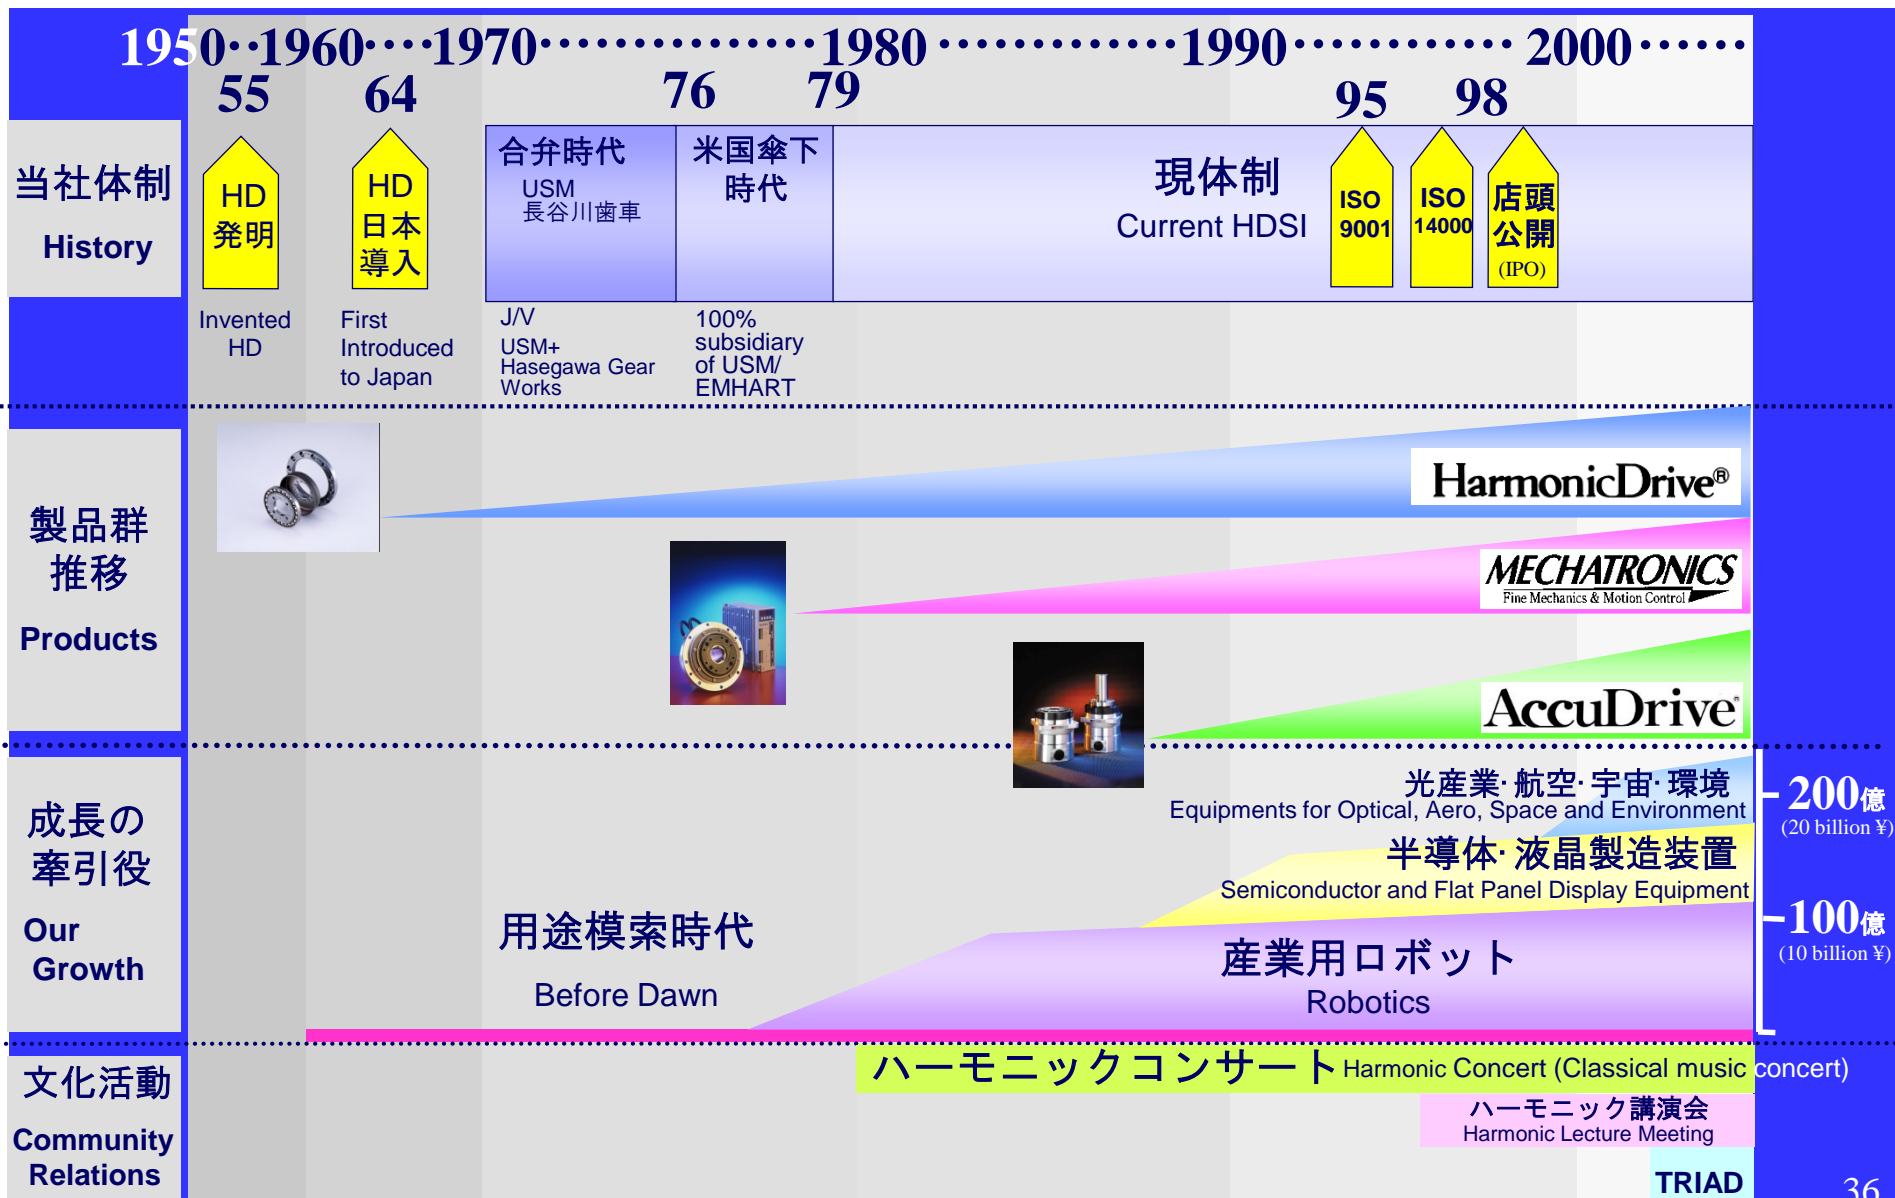 1950··1960····1970················1980···········1990·············2000······
55
64
76
79
95
98
当社体制
History
HD
発明
HD
日本
導入
合弁時代
USM
長谷川歯車
米国傘下
時代
現体制
Current HDSI
ISO
9001
ISO
14000
店頭
公開
(IPO)
Invented
HD
First
Introduced
to Japan
J/V
USM+
Hasegawa Gear
Works
100%
subsidiary
of USM/
EMHART
製品群
推移
Products
HarmonicDrive®
MECHATRONICS
Fine Mechanics & Motion Control
AccuDrive®
成長の
牽引役
Our
Growth
用途模索時代
Before Dawn
光産業·航空·宇宙·環境
Equipments for Optical, Aero, Space and Environment
半導体·液晶製造装置
Semiconductor and Flat Panel Display Equipment
産業用ロボット
Robotics
200億
(20 billion ¥)
100億
(10 billion ¥)
文化活動
Community
Relations
ハーモニックコンサート Harmonic Concert (Classical music concert)
ハーモニック講演会
Harmonic Lecture Meeting
TRIAD
36